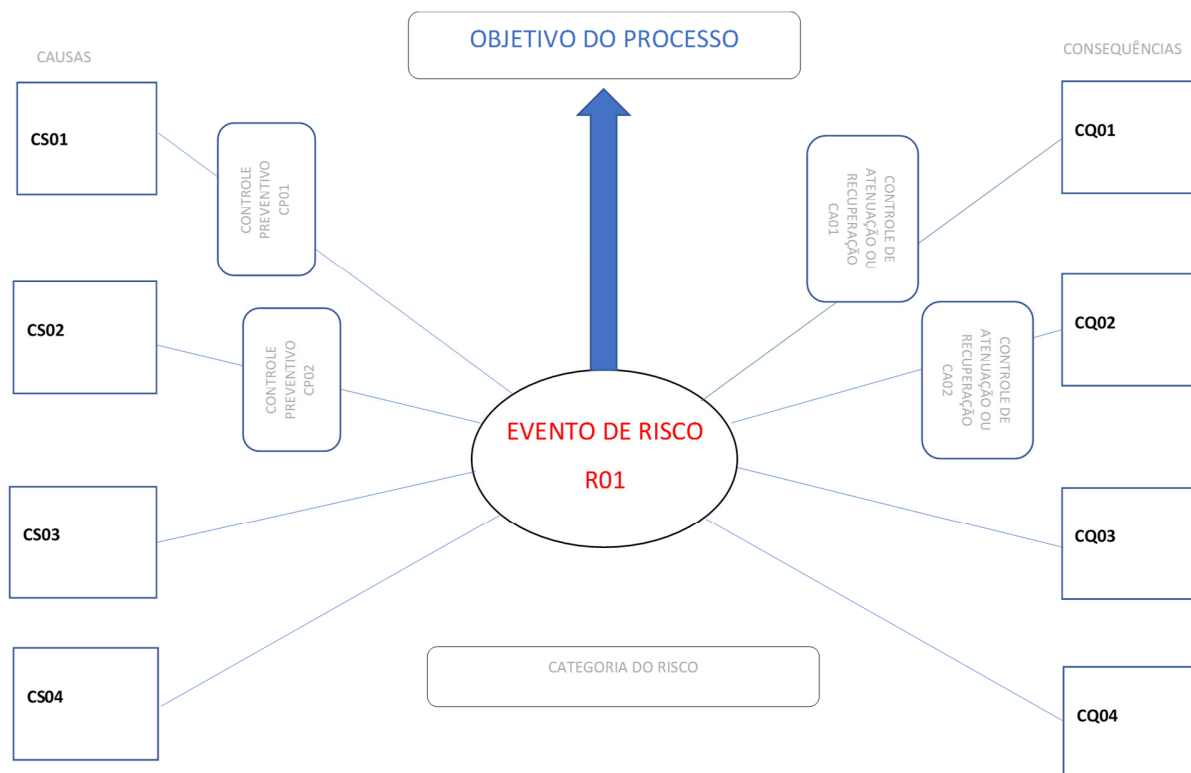 OBJETIVO DO PROCESSO
CAUSAS
CONSEQUÊNCIAS
CS01
CONTROLE
PREVENTIVO
CP01
CONTROLE DE
ATENUAÇÃO OU
RECUPERAÇÃO
CA01
CQ01
CS02
CONTROLE
PREVENTIVO
CP02
CONTROLE DE
ATENUAÇÃO OU
RECUPERAÇÃO
CA02
CQ02
EVENTO DE RISCO
R01
CS03
CQ03
CATEGORIA DO RISCO
CS04
CQ04